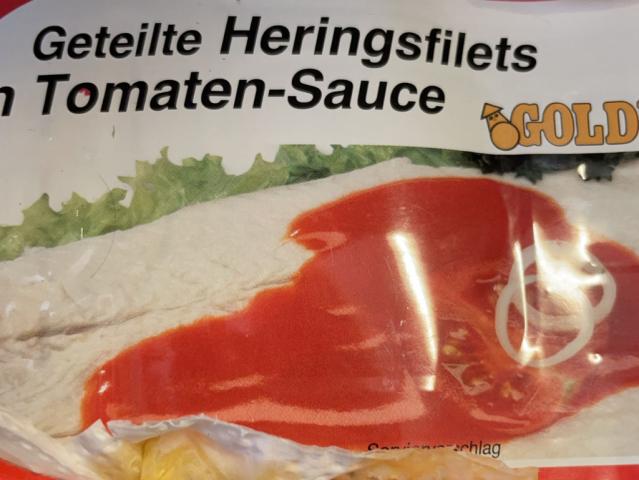 Geteilte Heringsfilets
n Tomaten-Sauce
GOLD